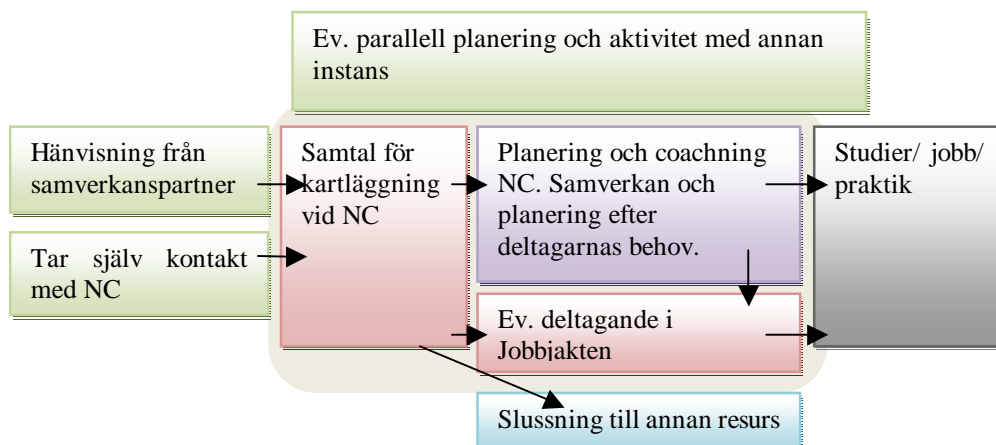 Ev. parallell planering och aktivitet med annan
instans
Hänvisning från
samverkanspartner
Tar själv kontakt
med NC
Samtal för
kartläggning
vid NC
Planering och coachning
NC. Samverkan och
planering efter
deltagarnas behov.
Ev. deltagande i
Jobbjakten
Studier/ jobb/
praktik
Slussning till annan resurs